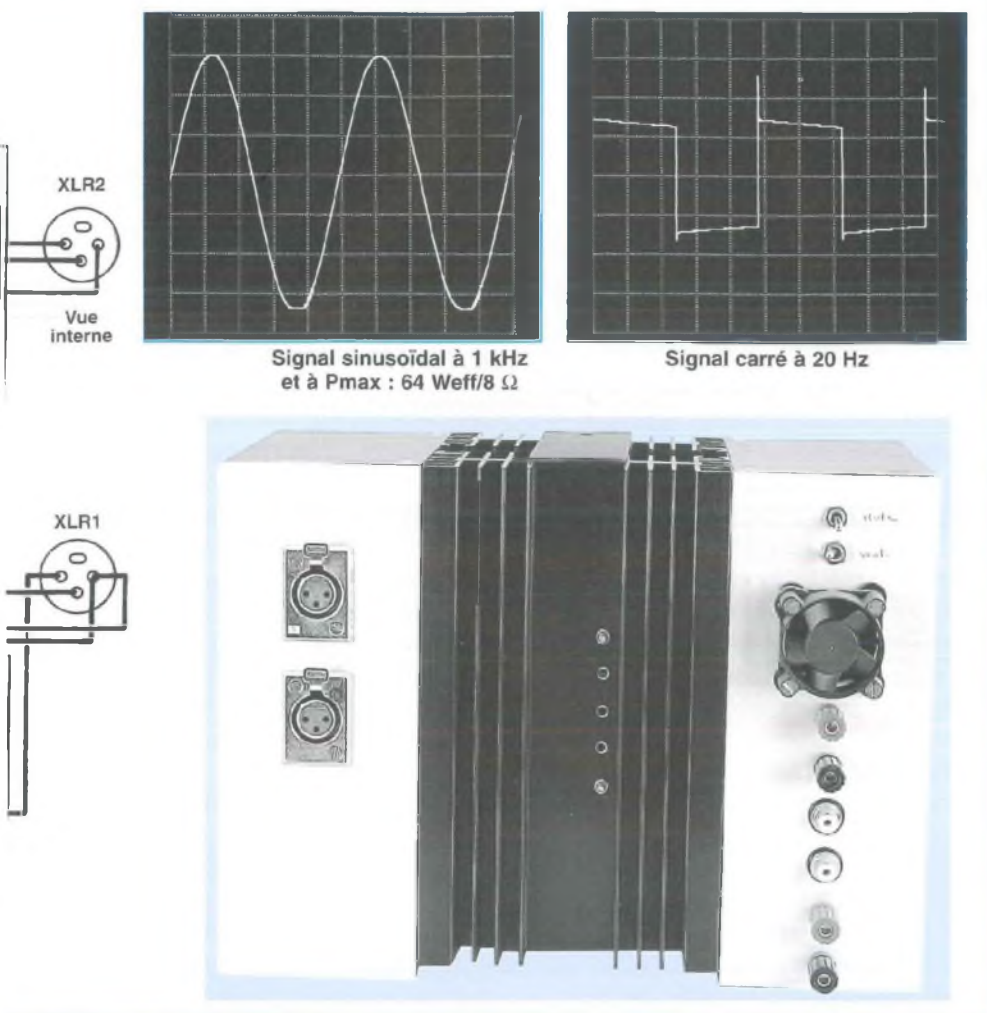 XLR2
Vue
interne
Signal sinusoïdal à 1 kHz
et à Pmax : 64 Weff/8 Ω
Signal carré à 20 Hz
XLR1